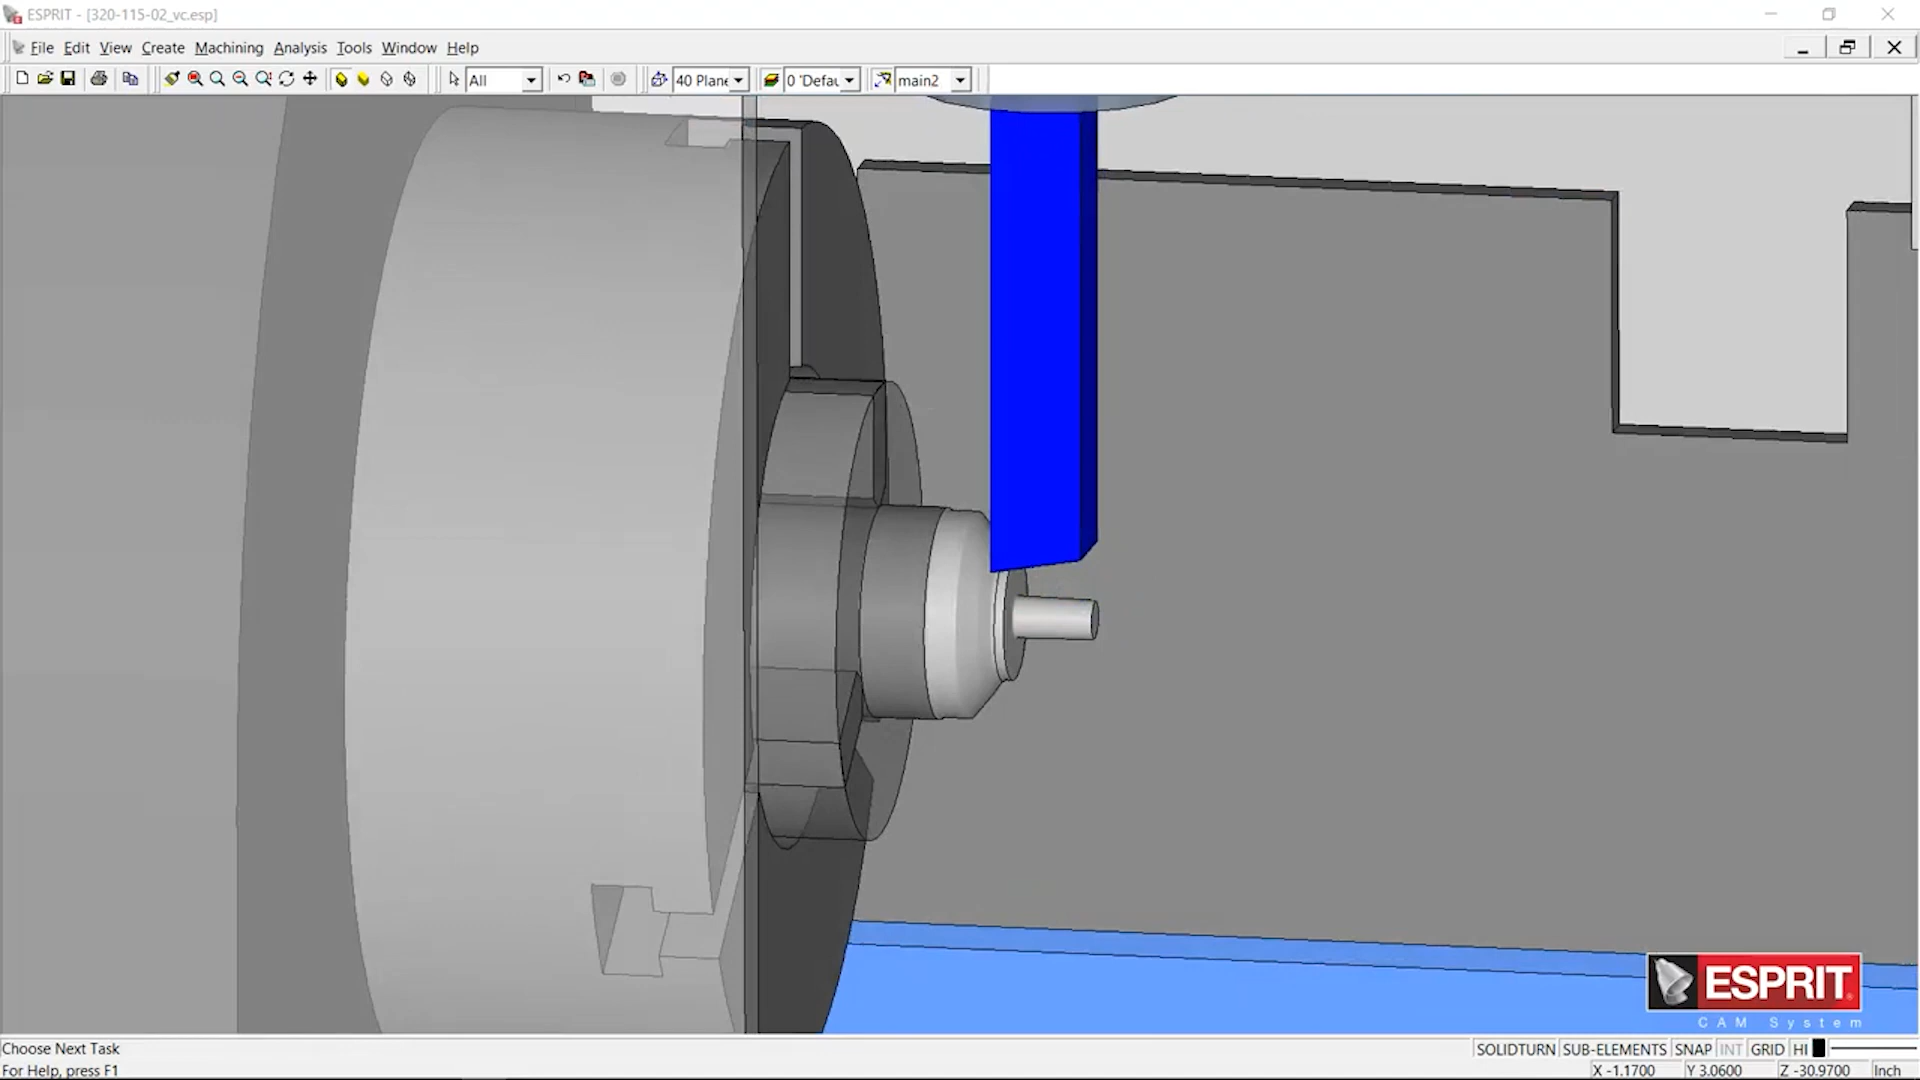 ESPRIT - [320-115-02_vc.esp]
File Edit View Create Machining Analysis Tools Window Help
All 40 Plane 0 'Defau main2
ESPRIT
CAM System
Choose Next Task
SOLIDTURN SUB-ELEMENTS SNAP INT GRID HI
For Help, press F1
X -1.1700 Y 3.0600 Z -30.9700 Inch